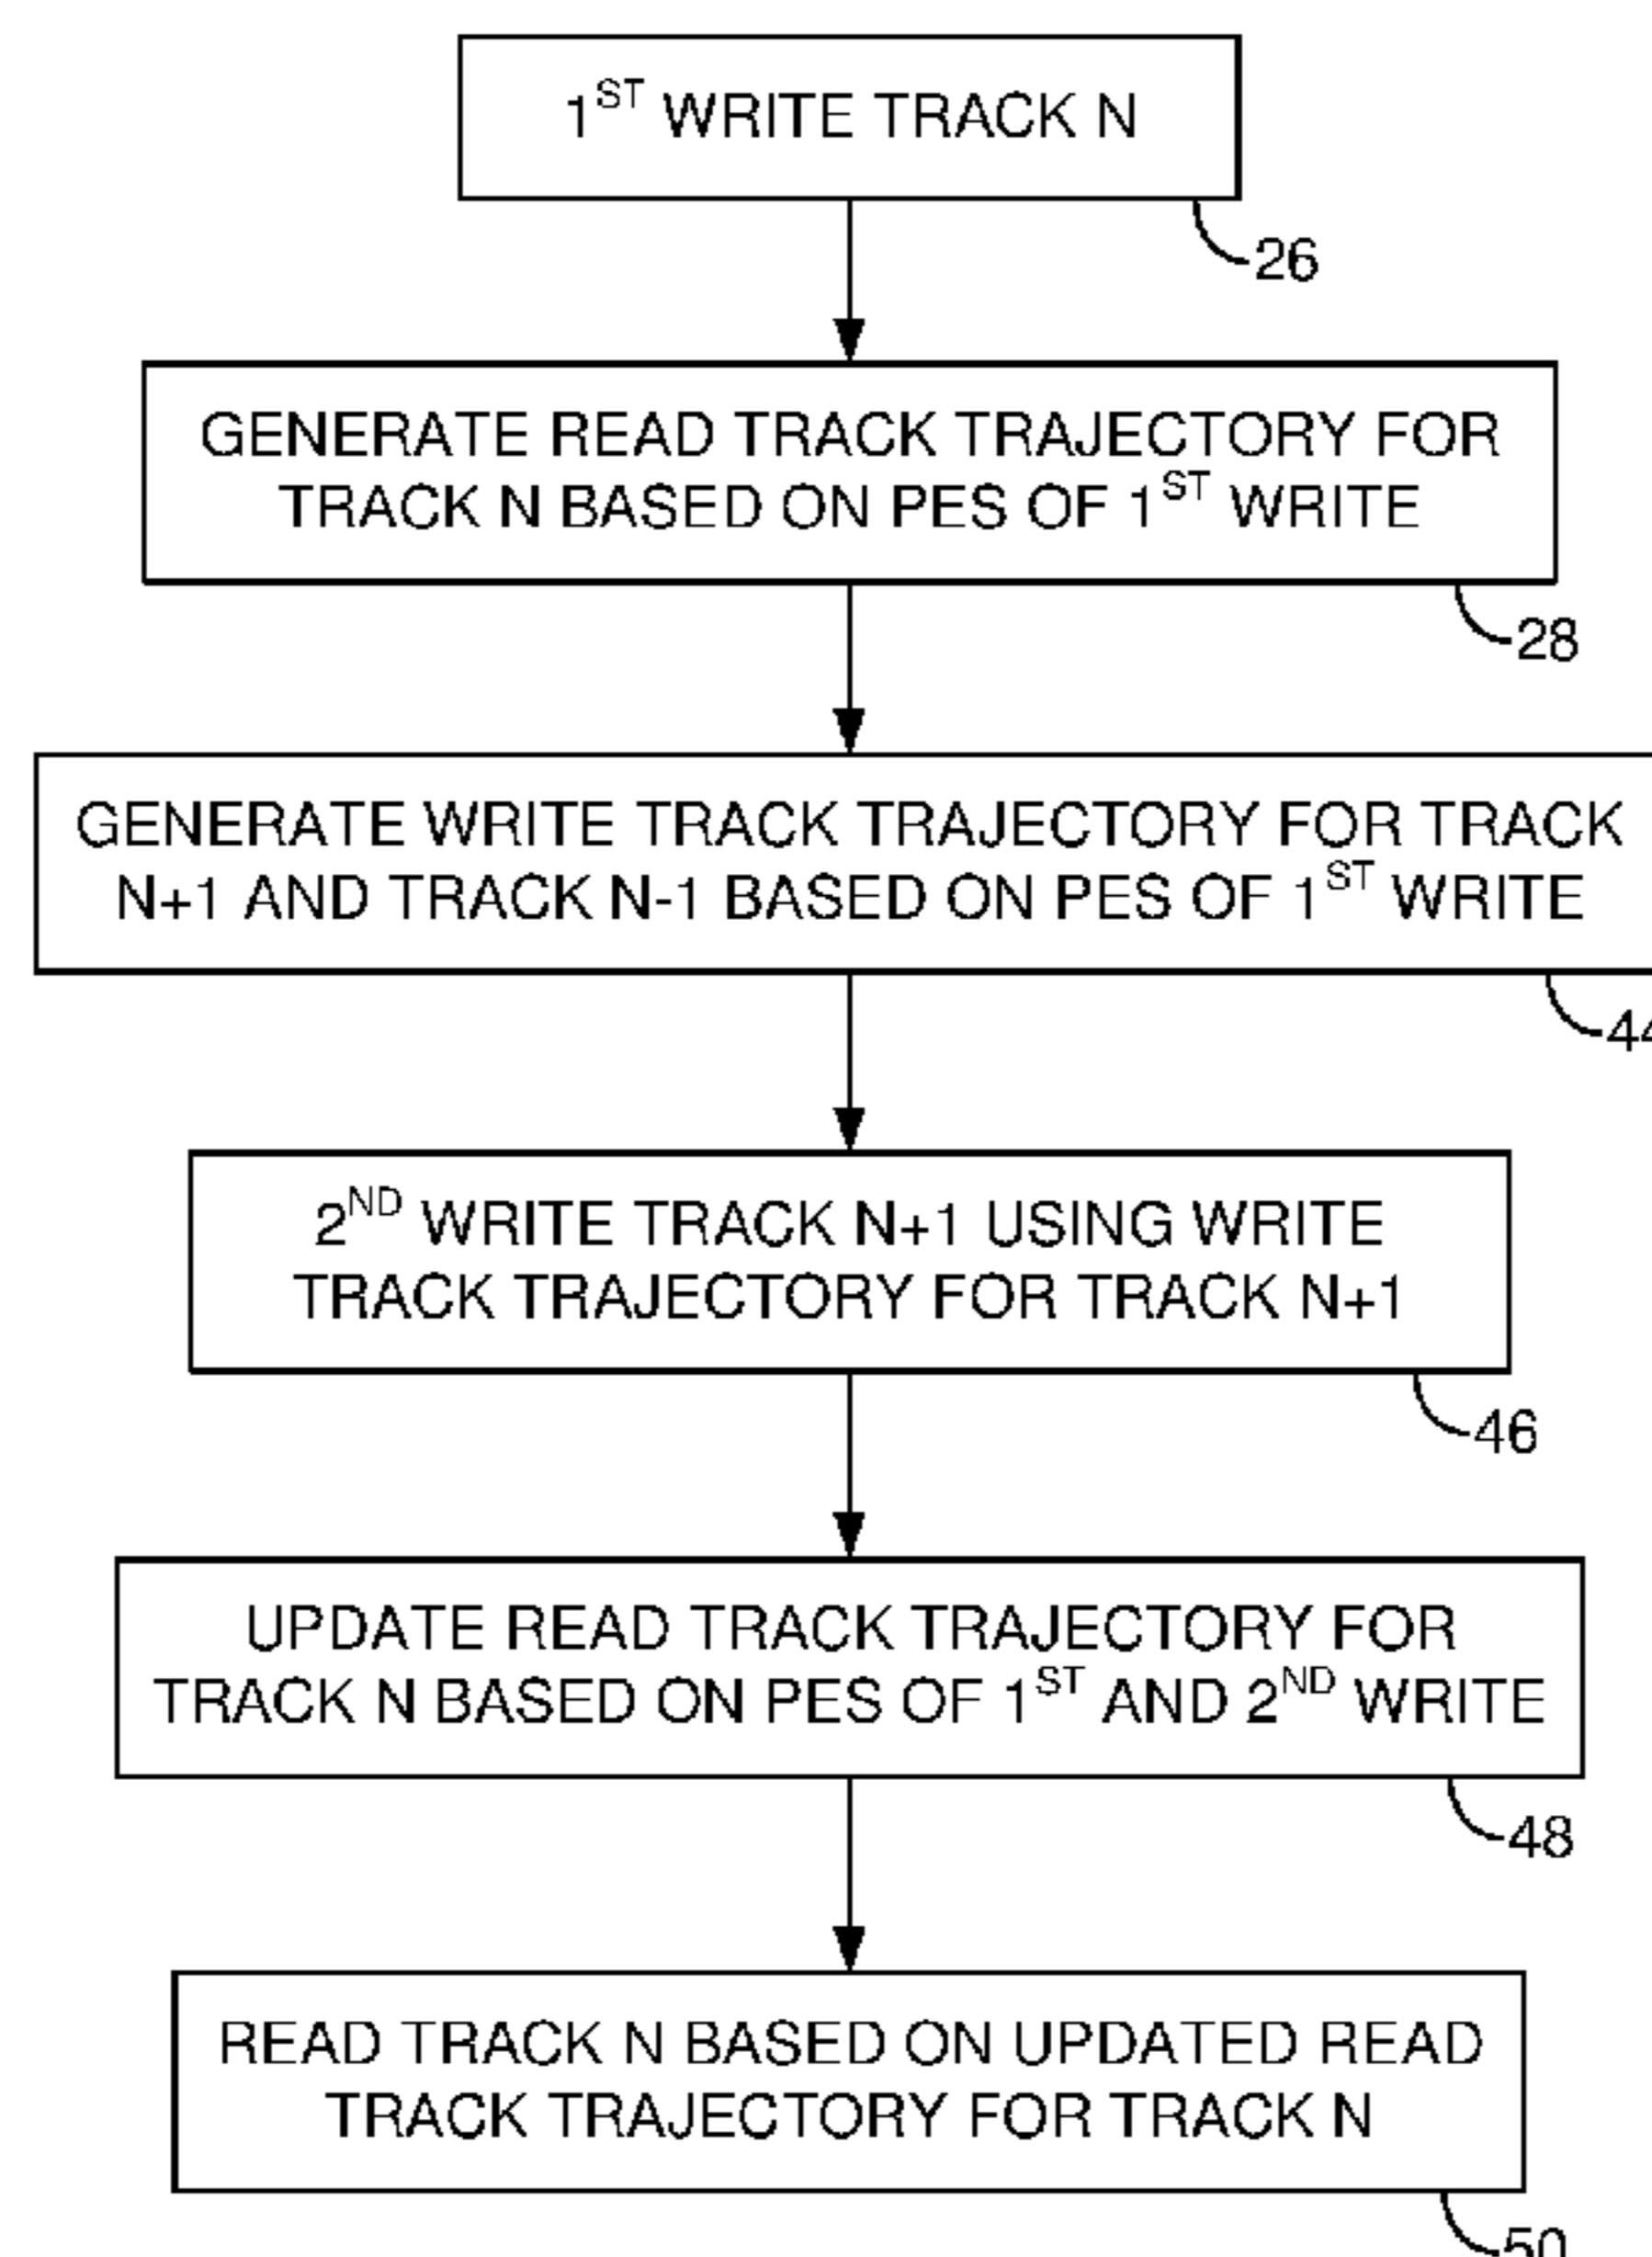 1ST WRITE TRACK N
26
GENERATE READ TRACK TRAJECTORY FOR
TRACK N BASED ON PES OF 1ST WRITE
28
GENERATE WRITE TRACK TRAJECTORY FOR TRACK
N+1 AND TRACK N-1 BASED ON PES OF 1ST WRITE
44
2ND WRITE TRACK N+1 USING WRITE
TRACK TRAJECTORY FOR TRACK N+1
46
UPDATE READ TRACK TRAJECTORY FOR
TRACK N BASED ON PES OF 1ST AND 2ND WRITE
48
READ TRACK N BASED ON UPDATED READ
TRACK TRAJECTORY FOR TRACK N
50